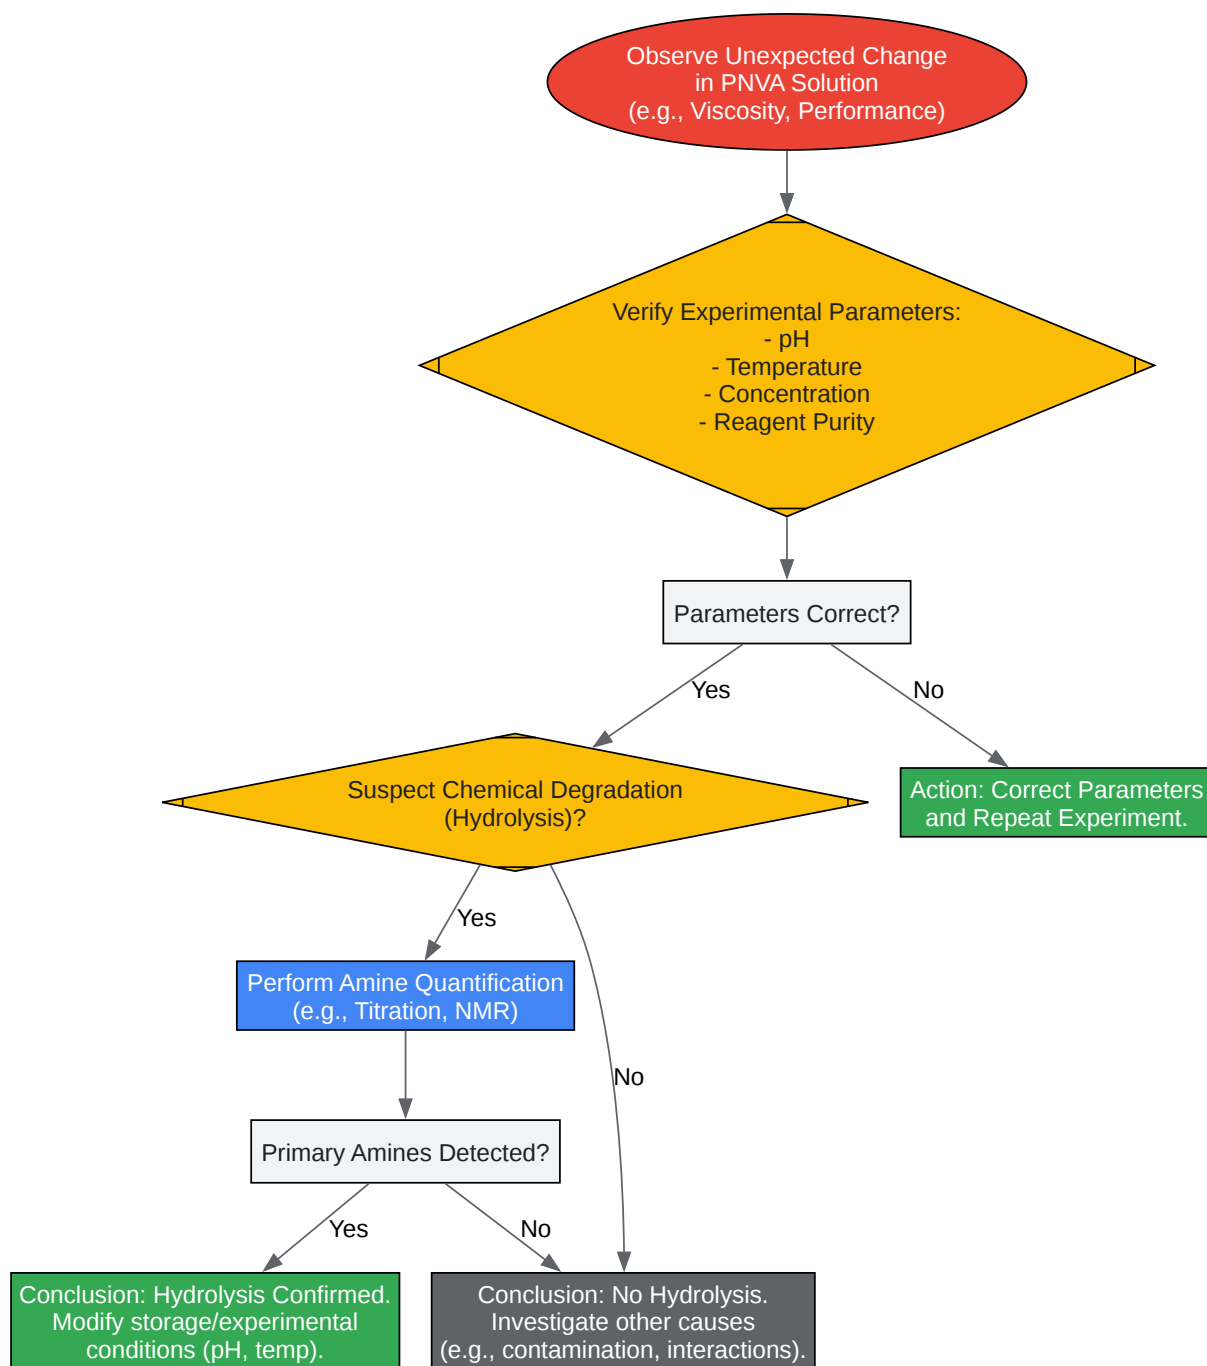 Observe Unexpected Change
in PNVA Solution
(e.g., Viscosity, Performance)
Verify Experimental Parameters:
- pH
- Temperature
- Concentration
- Reagent Purity
Parameters Correct?
Yes
No
Suspect Chemical Degradation
(Hydrolysis)?
Action: Correct Parameters
and Repeat Experiment.
Yes
Perform Amine Quantification
(e.g., Titration, NMR)
No
Primary Amines Detected?
Yes
No
Conclusion: Hydrolysis Confirmed.
Modify storage/experimental
conditions (pH, temp).
Conclusion: No Hydrolysis.
Investigate other causes
(e.g., contamination, interactions).